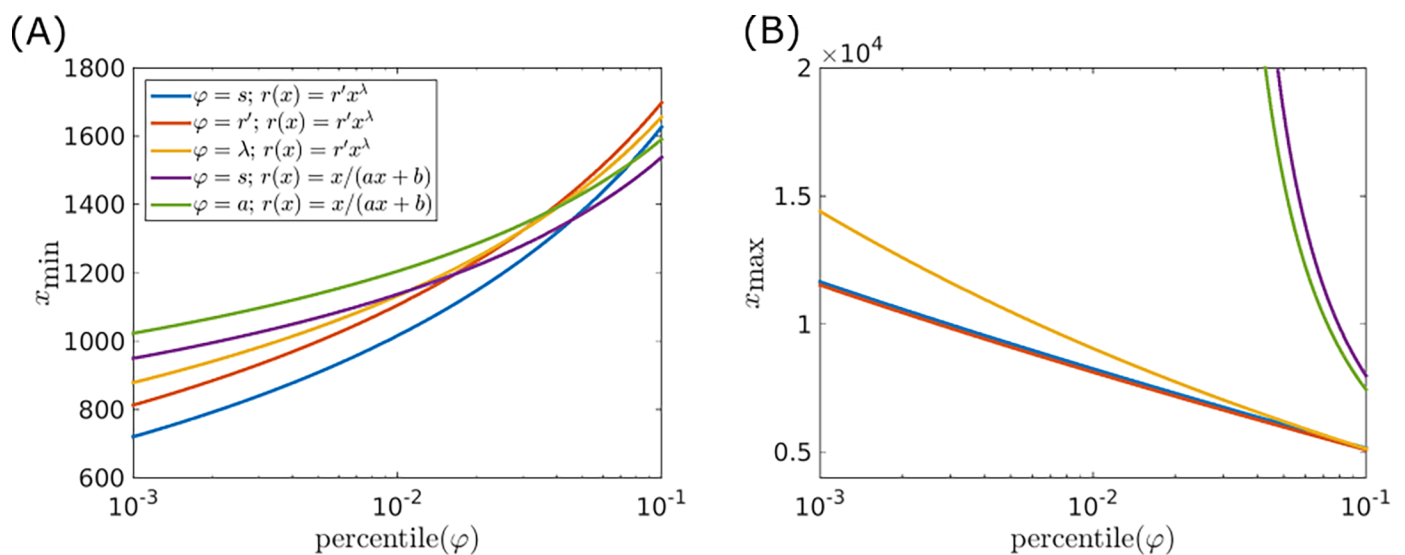 (A)
1800
1600
1400
1200
1000
800
600
x_min
10^-3
10^-2
10^-1
percentile(φ)
φ = s; r(x) = r′x^λ
φ = r′; r(x) = r′x^λ
φ = λ; r(x) = r′x^λ
φ = s; r(x) = x/(ax + b)
φ = a; r(x) = x/(ax + b)
(B)
×10^4
2
1.5
1
0.5
x_max
10^-3
10^-2
10^-1
percentile(φ)